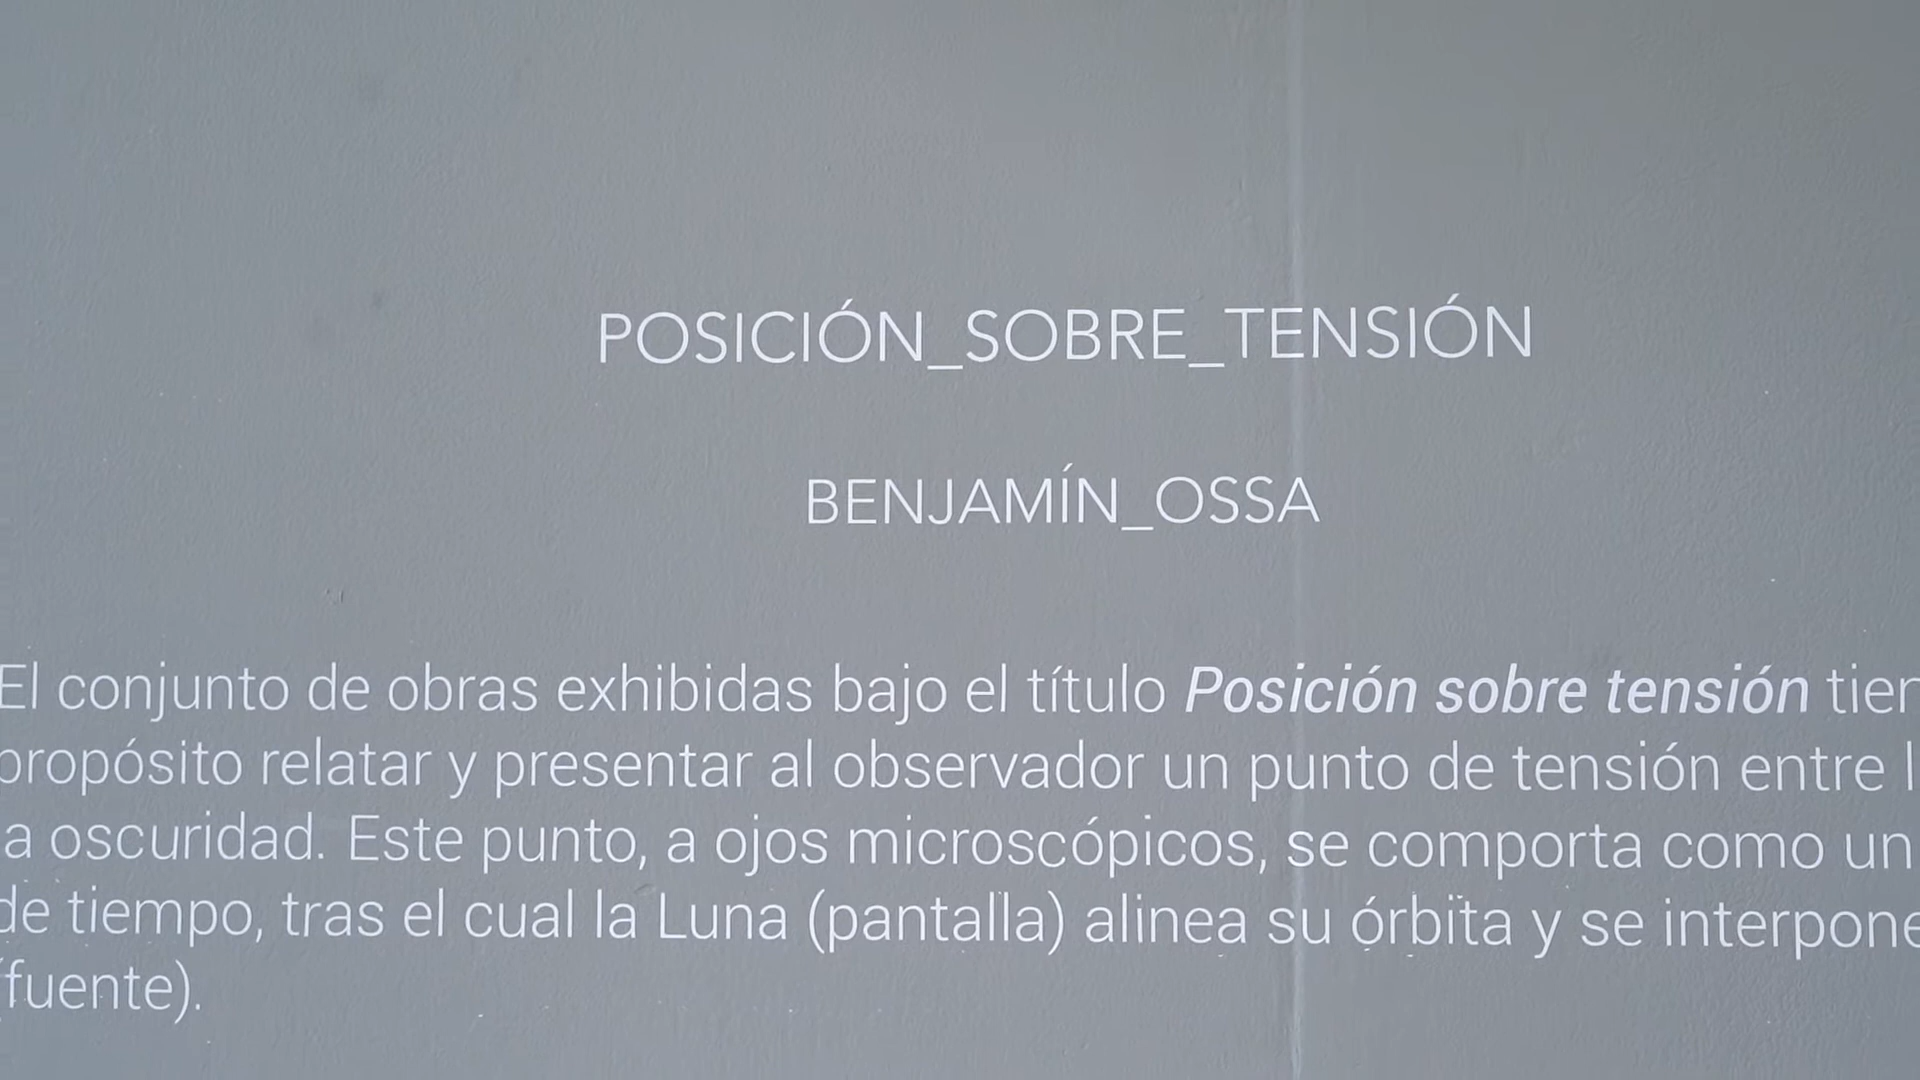 POSICIÓN_SOBRE_TENSIÓN
BENJAMÍN_OSSA
El conjunto de obras exhibidas bajo el título Posición sobre tensión
propósito relatar y presentar al observador un punto de tensión entre
la oscuridad. Este punto, a ojos microscópicos, se comporta como un
de tiempo, tras el cual la Luna (pantalla) alinea su órbita y se interpone
(fuente).